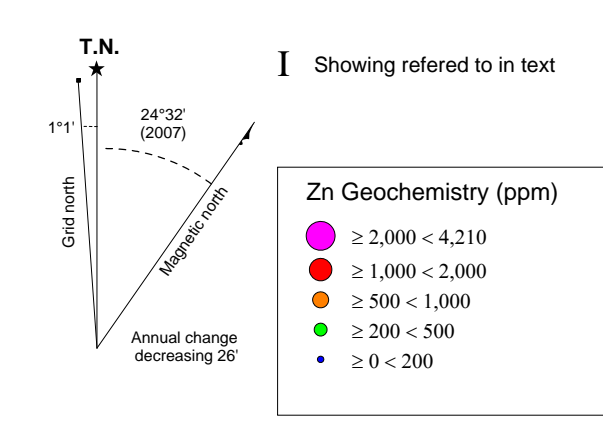 T.N.
1°1'
24°32'
(2007)
Grid north
Magnetic north
Annual change
decreasing 26'
I Showing refered to in text
Zn Geochemistry (ppm)
≥ 2,000 < 4,210
≥ 1,000 < 2,000
≥ 500 < 1,000
≥ 200 < 500
≥ 0 < 200